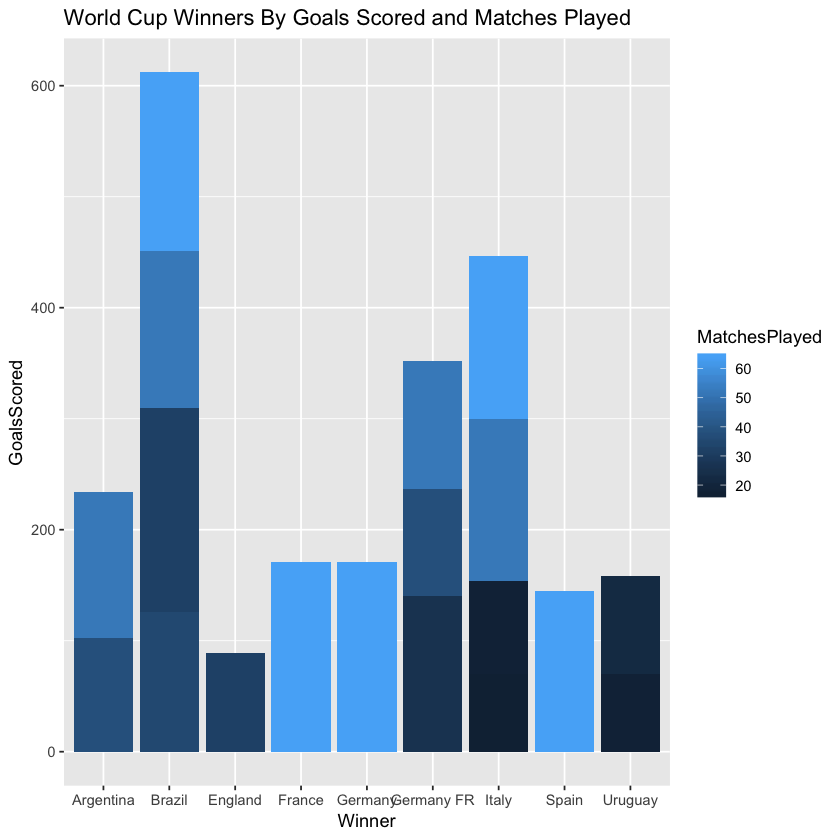 World Cup Winners By Goals Scored and Matches Played
GoalsScored
600
400
200
0
Argentina Brazil England France Germany Germany FR Italy Spain Uruguay
Winner
MatchesPlayed
60
50
40
30
20